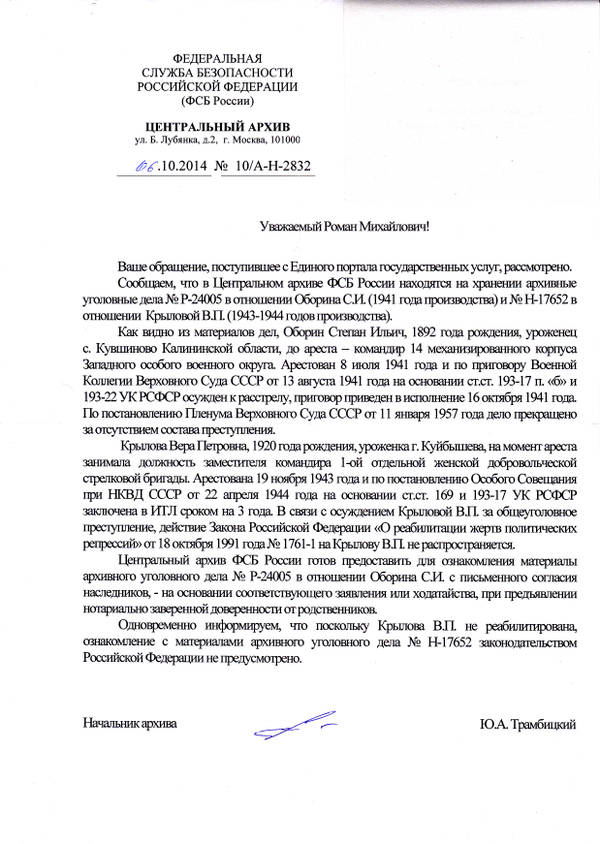 ФЕДЕРАЛЬНАЯ
СЛУЖБА БЕЗОПАСНОСТИ
РОССИЙСКОЙ ФЕДЕРАЦИИ
(ФСБ России)
ЦЕНТРАЛЬНЫЙ АРХИВ
ул. Б. Лубянка, д.2, г. Москва, 101000
06.10.2014 № 10/А-Н-2832
Уважаемый Роман Михайлович!
Ваше обращение, поступившее с Единого портала государственных услуг, рассмотрено.
Сообщаем, что в Центральном архиве ФСБ России находятся на хранении архивные
уголовные дела № Р-24005 в отношении Оборина С.И. (1941 года производства) и № Н-17652 в
отношении Крыловой В.П. (1943-1944 годов производства).
Как видно из материалов дел, Оборин Степан Ильич, 1892 года рождения, уроженец
с. Кувшиново Калининской области, до ареста – командир 14 механизированного корпуса
Западного особого военного округа. Арестован 8 июля 1941 года и по приговору Военной
Коллегии Верховного Суда СССР от 13 августа 1941 года на основании ст.ст. 193-17 п. «б» и
193-22 УК РСФСР осужден к расстрелу, приговор приведен в исполнение 16 октября 1941 года.
По постановлению Пленума Верховного Суда СССР от 11 января 1957 года дело прекращено
за отсутствием состава преступления.
Крылова Вера Петровна, 1920 года рождения, уроженка г. Куйбышева, на момент ареста
занимала должность заместителя командира 1-ой отдельной женской добровольческой
стрелковой бригады. Арестована 19 ноября 1943 года и по постановлению Особого Совещания
при НКВД СССР от 22 апреля 1944 года на основании ст.ст. 169 и 193-17 УК РСФСР
заключена в ИТЛ сроком на 3 года. В связи с осуждением Крыловой В.П. за общеуголовное
преступление, действие Закона Российской Федерации «О реабилитации жертв политических
репрессий» от 18 октября 1991 года № 1761-1 на Крылову В.П. не распространяется.
Центральный архив ФСБ России готов предоставить для ознакомления материалы
архивного уголовного дела № Р-24005 в отношении Оборина С.И. с письменного согласия
наследников, - на основании соответствующего заявления или ходатайства, при предъявлении
нотариально заверенной доверенности от родственников.
Одновременно информируем, что поскольку Крылова В.П. не реабилитирована,
ознакомление с материалами архивного уголовного дела № Н-17652 законодательством
Российской Федерации не предусмотрено.
Начальник архива
Ю.А. Трамбицкий